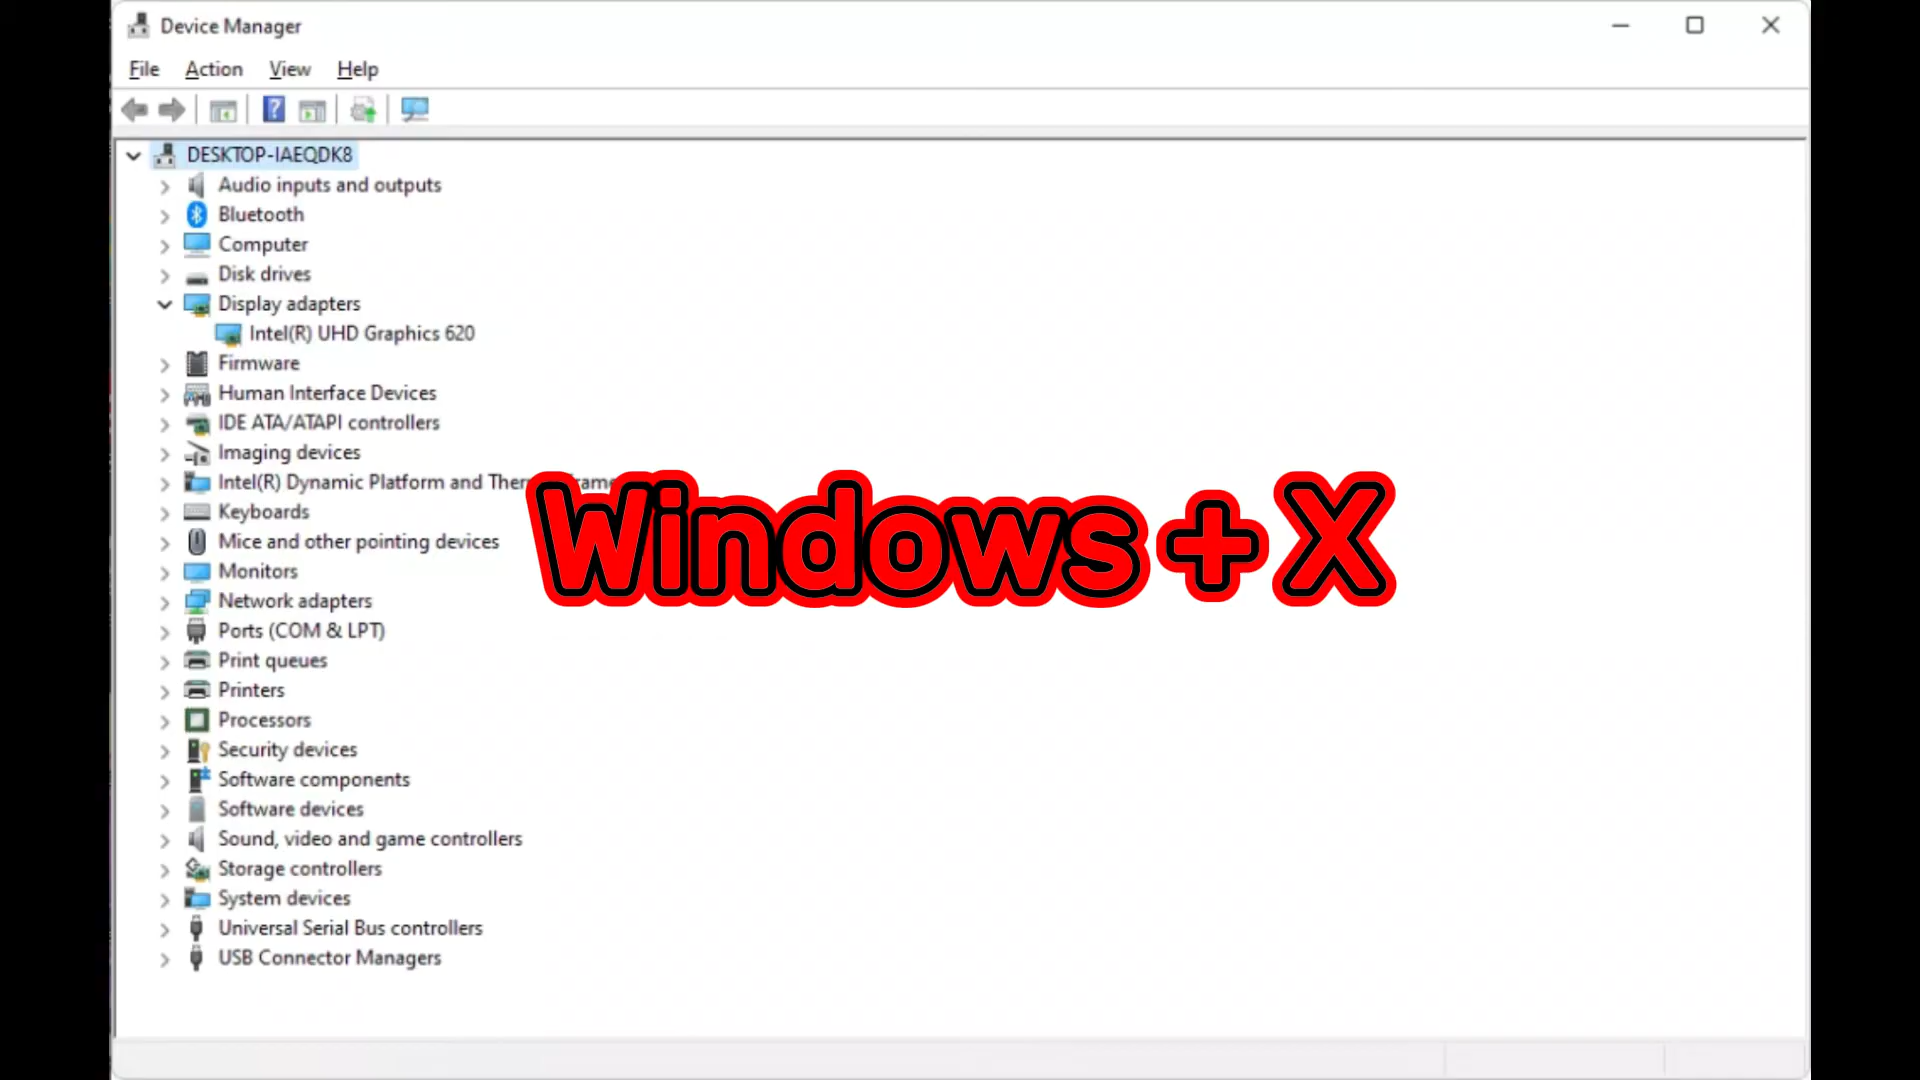 Device Manager
File Action View Help
DESKTOP-IAEQDK8
Audio inputs and outputs
Bluetooth
Computer
Disk drives
Display adapters
Intel(R) UHD Graphics 620
Firmware
Human Interface Devices
IDE ATA/ATAPI controllers
Imaging devices
Intel(R) Dynamic Platform and
Keyboards
Mice and other pointing devices
Windows + X
Monitors
Network adapters
Ports (COM & LPT)
Print queues
Printers
Processors
Security devices
Software components
Software devices
Sound, video and game controllers
Storage controllers
System devices
Universal Serial Bus controllers
USB Connector Managers